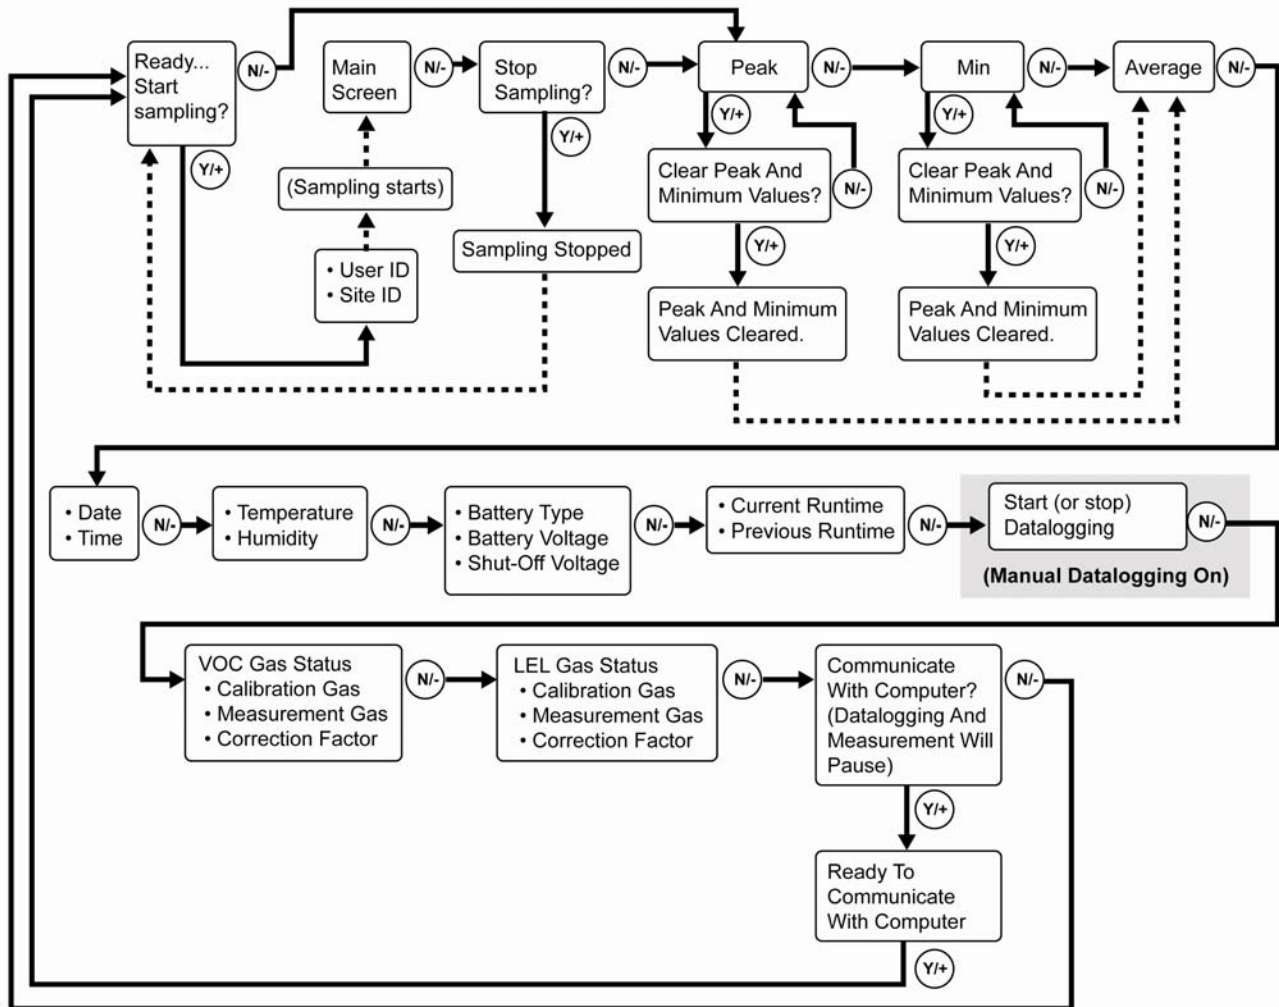 Ready...
Start
sampling?
N/-
Y/+
Main
Screen
N/-
(Sampling starts)
• User ID
• Site ID
Stop
Sampling?
N/-
Y/+
Sampling Stopped
Peak
N/-
Y/+
Clear Peak And
Minimum Values?
N/-
Y/+
Peak And Minimum
Values Cleared.
Min
N/-
Y/+
Clear Peak And
Minimum Values?
N/-
Y/+
Peak And Minimum
Values Cleared.
Average
N/-
• Date
• Time
N/-
• Temperature
• Humidity
N/-
• Battery Type
• Battery Voltage
• Shut-Off Voltage
N/-
• Current Runtime
• Previous Runtime
N/-
Start (or stop)
Datalogging
N/-
(Manual Datalogging On)
VOC Gas Status
• Calibration Gas
• Measurement Gas
• Correction Factor
N/-
LEL Gas Status
• Calibration Gas
• Measurement Gas
• Correction Factor
N/-
Communicate
With Computer?
(Datalogging And
Measurement Will
Pause)
N/-
Y/+
Ready To
Communicate
With Computer
Y/+